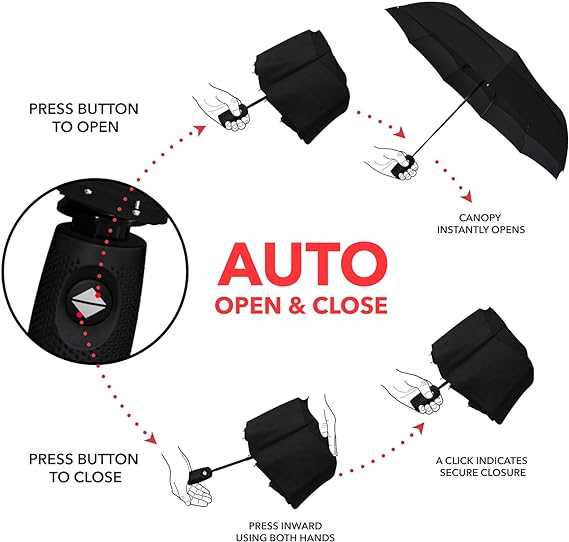 PRESS BUTTON
TO OPEN
CANOPY
INSTANTLY OPENS
AUTO
OPEN & CLOSE
PRESS BUTTON
TO CLOSE
PRESS INWARD
USING BOTH HANDS
A CLICK INDICATES
SECURE CLOSURE